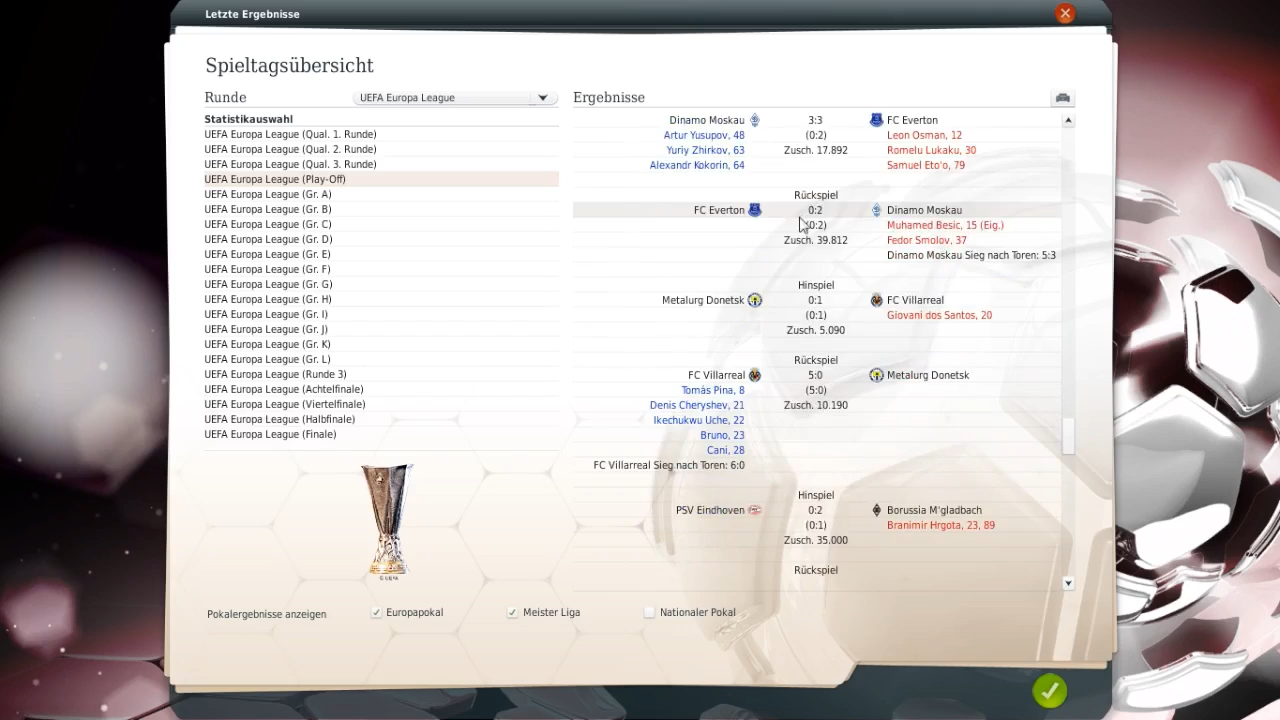 Letzte Ergebnisse
Spieltagsübersicht
Runde
UEFA Europa League
Statistikauswahl
UEFA Europa League (Qual. 1. Runde)
UEFA Europa League (Qual. 2. Runde)
UEFA Europa League (Qual. 3. Runde)
UEFA Europa League (Play-Off)
UEFA Europa League (Gr. A)
UEFA Europa League (Gr. B)
UEFA Europa League (Gr. C)
UEFA Europa League (Gr. D)
UEFA Europa League (Gr. E)
UEFA Europa League (Gr. F)
UEFA Europa League (Gr. G)
UEFA Europa League (Gr. H)
UEFA Europa League (Gr. I)
UEFA Europa League (Gr. J)
UEFA Europa League (Gr. K)
UEFA Europa League (Gr. L)
UEFA Europa League (Runde 3)
UEFA Europa League (Achtelfinale)
UEFA Europa League (Viertelfinale)
UEFA Europa League (Halbfinale)
UEFA Europa League (Finale)
© UEFA
Ergebnisse
Dinamo Moskau 3:3 FC Everton
Artur Yusupov, 48 (0:2) Leon Osman, 12
Yuriy Zhirkov, 63 Zusch. 17.892 Romelu Lukaku, 30
Alexandr Kokorin, 64 Samuel Eto'o, 79
Rückspiel
FC Everton 0:2 Dinamo Moskau
(0:2) Muhamed Besic, 15 (Eig.)
Zusch. 39.812 Fedor Smolov, 37
Dinamo Moskau Sieg nach Toren: 5:3
Hinspiel
Metalurg Donetsk 0:1 FC Villarreal
(0:1) Giovani dos Santos, 20
Zusch. 5.090
Rückspiel
FC Villarreal 5:0 Metalurg Donetsk
Tomás Pina, 8 (5:0)
Denis Cheryshev, 21 Zusch. 10.190
Ikechukwu Uche, 22
Bruno, 23
Cani, 28
FC Villarreal Sieg nach Toren: 6:0
Hinspiel
PSV Eindhoven 0:2 Borussia M'gladbach
(0:1) Branimir Hrgota, 23, 89
Zusch. 35.000
Rückspiel
Pokalergebnisse anzeigen Europapokal Meister Liga Nationaler Pokal